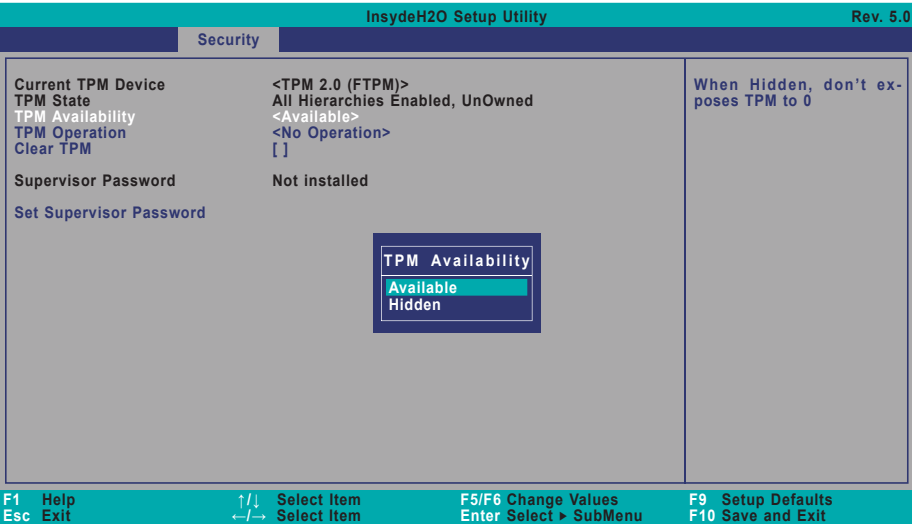 InsydeH2O Setup Utility Rev. 5.0
Security
Current TPM Device <TPM 2.0 (FTPM)>
TPM State All Hierarchies Enabled, UnOwned
TPM Availability <Available>
TPM Operation <No Operation>
Clear TPM [ ]
Supervisor Password Not installed
Set Supervisor Password
When Hidden, don't ex-
poses TPM to 0
TPM Availability
Available
Hidden
F1 Help ↑/↓ Select Item F5/F6 Change Values F9 Setup Defaults
Esc Exit ←/→ Select Item Enter Select ▶ SubMenu F10 Save and Exit